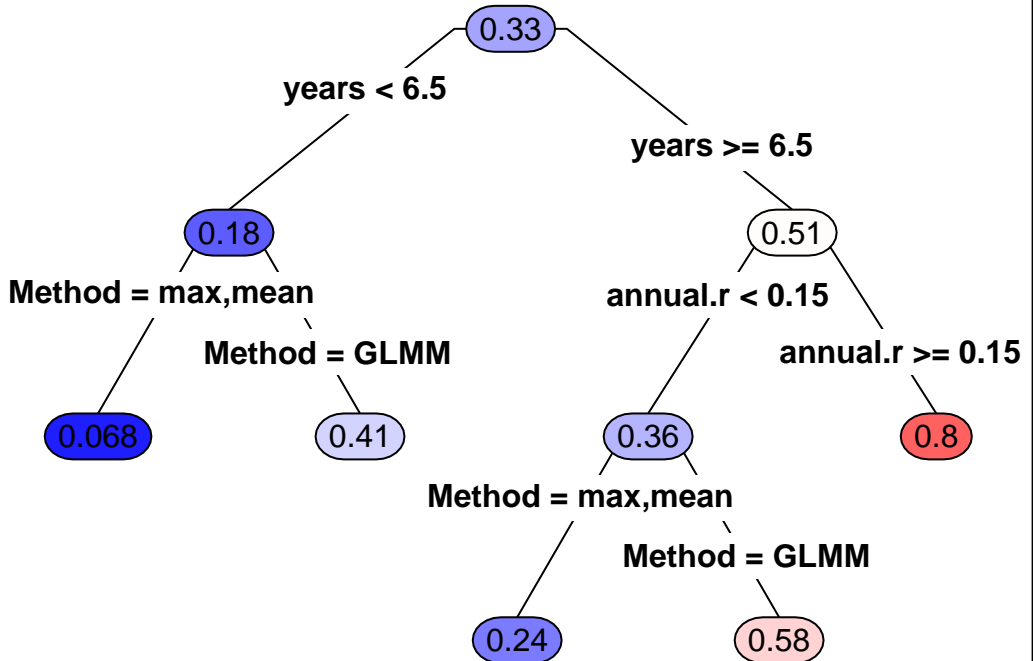 0.33
years < 6.5
years >= 6.5
0.18
0.51
Method = max,mean
annual.r < 0.15
Method = GLMM
annual.r >= 0.15
0.068
0.41
0.36
0.8
Method = max,mean
Method = GLMM
0.24
0.58